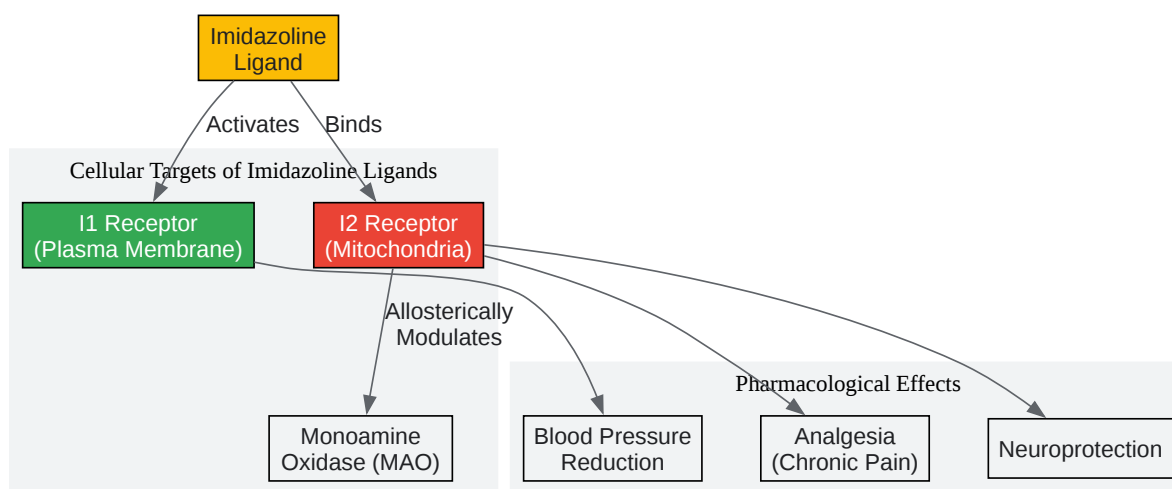 Imidazoline
Ligand
Activates
Binds
Cellular Targets of Imidazoline Ligands
I1 Receptor
(Plasma Membrane)
I2 Receptor
(Mitochondria)
Allosterically
Modulates
Pharmacological Effects
Monoamine
Oxidase (MAO)
Blood Pressure
Reduction
Analgesia
(Chronic Pain)
Neuroprotection